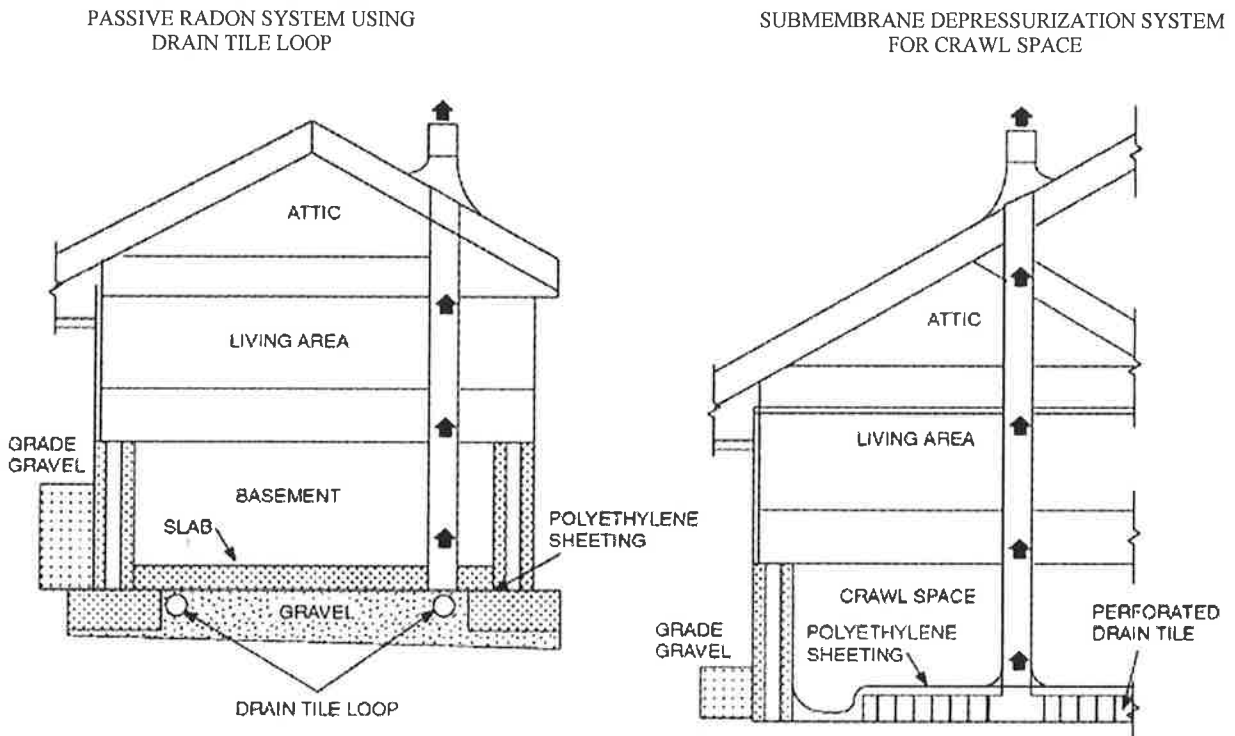 PASSIVE RADON SYSTEM USING
DRAIN TILE LOOP
ATTIC
LIVING AREA
GRADE
GRAVEL
BASEMENT
SLAB
POLYETHYLENE
SHEETING
GRAVEL
DRAIN TILE LOOP
SUBMEMBRANE DEPRESSURIZATION SYSTEM
FOR CRAWL SPACE
ATTIC
LIVING AREA
CRAWL SPACE
GRADE
GRAVEL
POLYETHYLENE
SHEETING
PERFORATED
DRAIN TILE